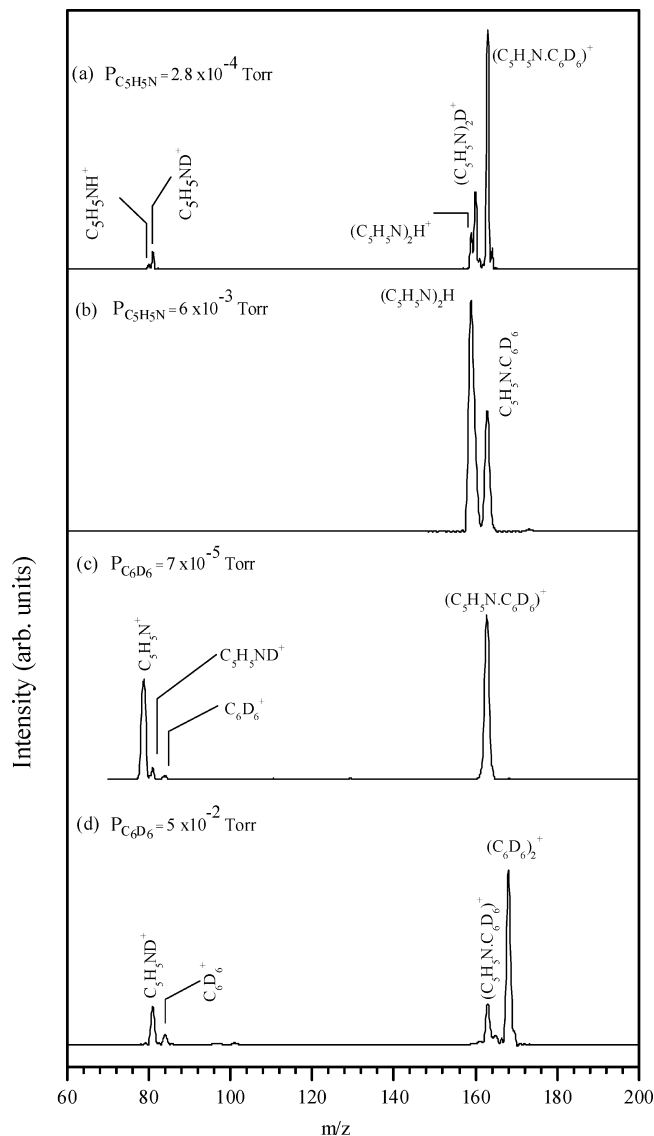 (a) P_C₅H₅N = 2.8 x10⁻⁴ Torr
C₅H₅NH⁺
C₅H₅ND⁺
(C₅H₅N)₂H⁺
(C₅H₅N)₂D⁺
(C₅H₅N.C₆D₆)⁺
(b) P_C₅H₅N = 6 x10⁻³ Torr
(C₅H₅N)₂H
C₅H₅N.C₆D₆
(c) P_C₆D₆ = 7 x10⁻⁵ Torr
C₅H₅N⁺
C₅H₅ND⁺
C₆D₆⁺
(C₅H₅N.C₆D₆)⁺
(d) P_C₆D₆ = 5 x10⁻² Torr
C₅H₅ND⁺
C₆D₆⁺
(C₅H₅N.C₆D₆)⁺
(C₆D₆)₂⁺
Intensity (arb. units)
60 80 100 120 140 160 180 200
m/z